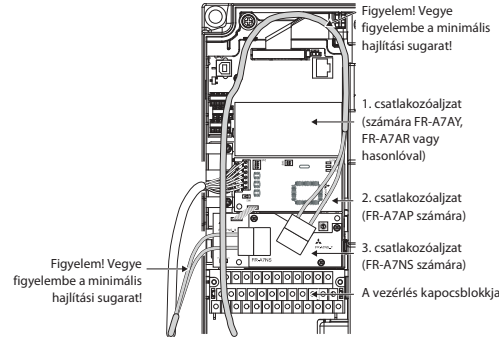 Figyelem! Vegye
figyelembe a minimális
hajlítási sugarat!
1. csatlakozóaljzat
(számára FR-A7AY,
FR-A7AR vagy
hasonlóval)
2. csatlakozóaljzat
(FR-A7AP számára)
3. csatlakozóaljzat
(FR-A7NS számára)
Figyelem! Vegye
figyelembe a minimális
hajlítási sugarat!
A vezérlés kapocsblokkja
FR-A7NS